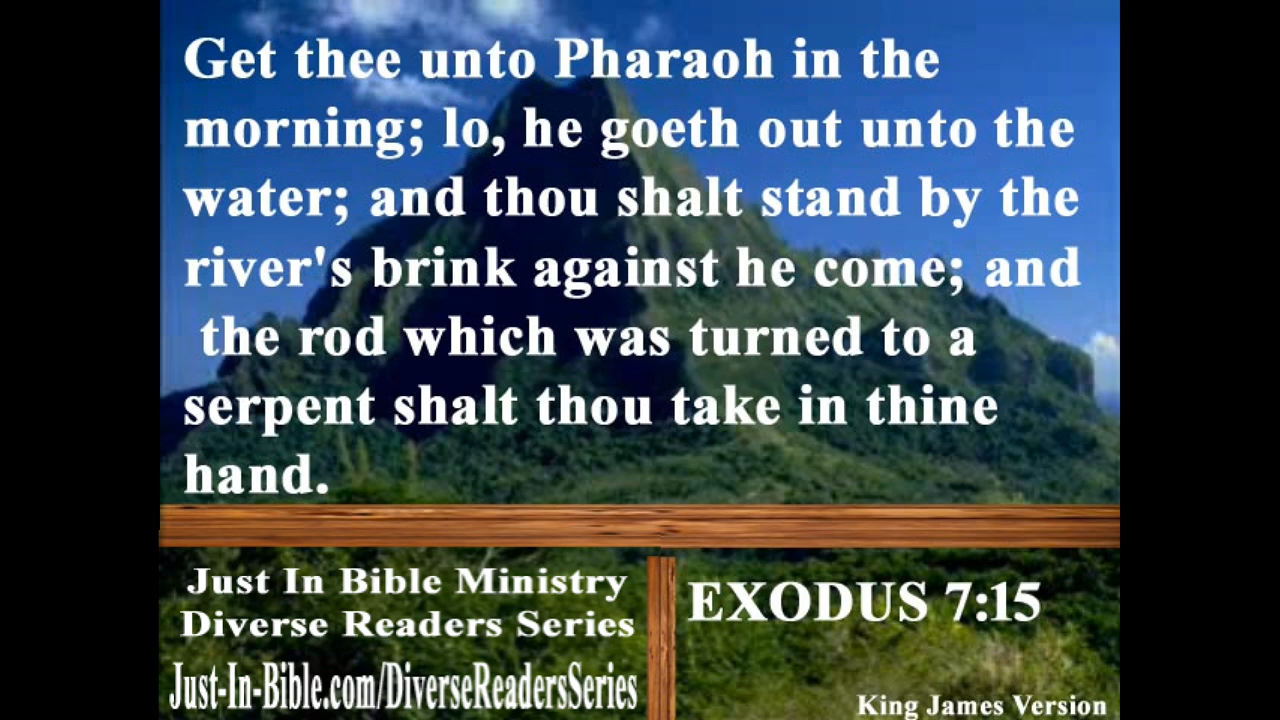 Get thee unto Pharaoh in the
morning; lo, he goeth out unto the
water; and thou shalt stand by the
river's brink against he come; and
the rod which was turned to a
serpent shalt thou take in thine
hand.
Just In Bible Ministry
Diverse Readers Series
Just-In-Bible.com/DiverseReadersSeries
EXODUS 7:15
King James Version